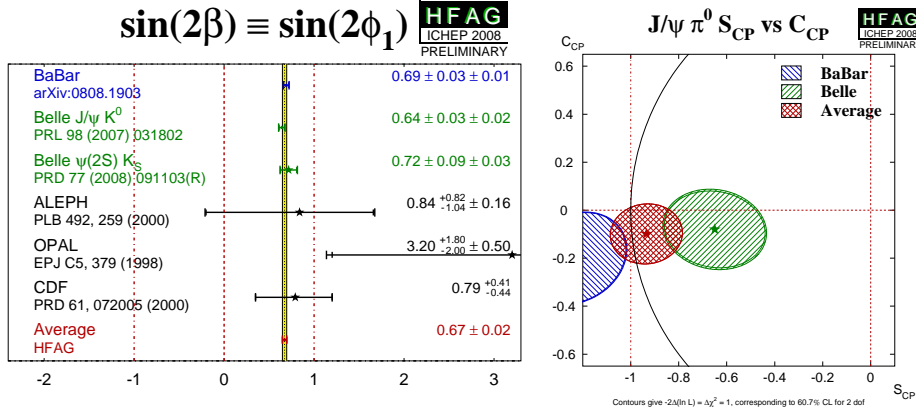 sin(2β) ≡ sin(2ϕ1)
HFAG
ICHEP 2008
PRELIMINARY
BaBar
arXiv:0808.1903
0.69 ± 0.03 ± 0.01
Belle J/ψ K0
PRL 98 (2007) 031802
0.64 ± 0.03 ± 0.02
Belle ψ(2S) KS
PRD 77 (2008) 091103(R)
0.72 ± 0.09 ± 0.03
ALEPH
PLB 492, 259 (2000)
0.84 +0.82 -1.04 ± 0.16
OPAL
EPJ C5, 379 (1998)
3.20 +1.80 -2.00 ± 0.50
CDF
PRD 61, 072005 (2000)
0.79 +0.41 -0.44
Average
HFAG
0.67 ± 0.02
-2 -1 0 1 2 3
J/ψ π0 SCP vs CCP
HFAG
ICHEP 2008
PRELIMINARY
CCP
BaBar
Belle
Average
0.6
0.4
0.2
0
-0.2
-0.4
-0.6
-1 -0.8 -0.6 -0.4 -0.2 0
SCP
Contours give -2Δ(ln L) = Δχ2 = 1, corresponding to 60.7% CL for 2 dof